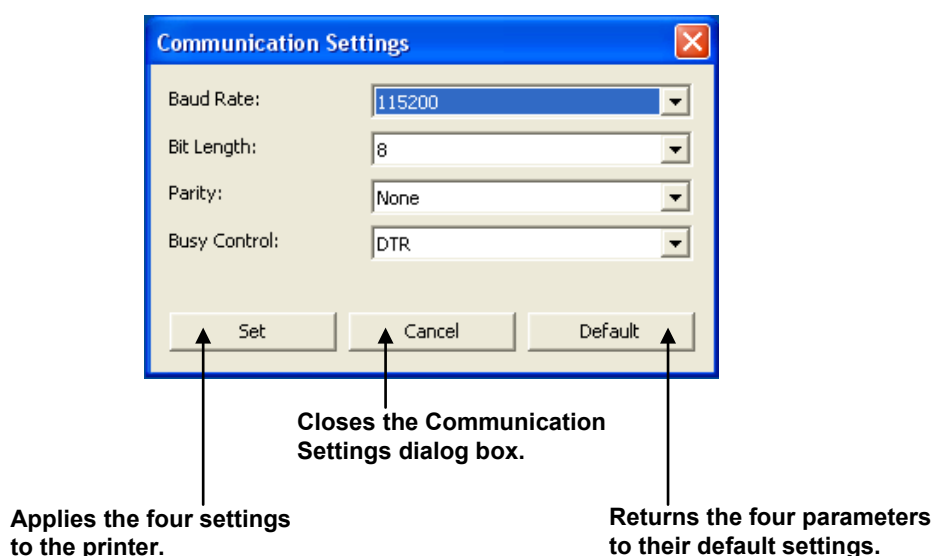 Communication Settings
Baud Rate: 115200
Bit Length: 8
Parity: None
Busy Control: DTR
Set Cancel Default
Closes the Communication
Settings dialog box.
Applies the four settings
to the printer.
Returns the four parameters
to their default settings.